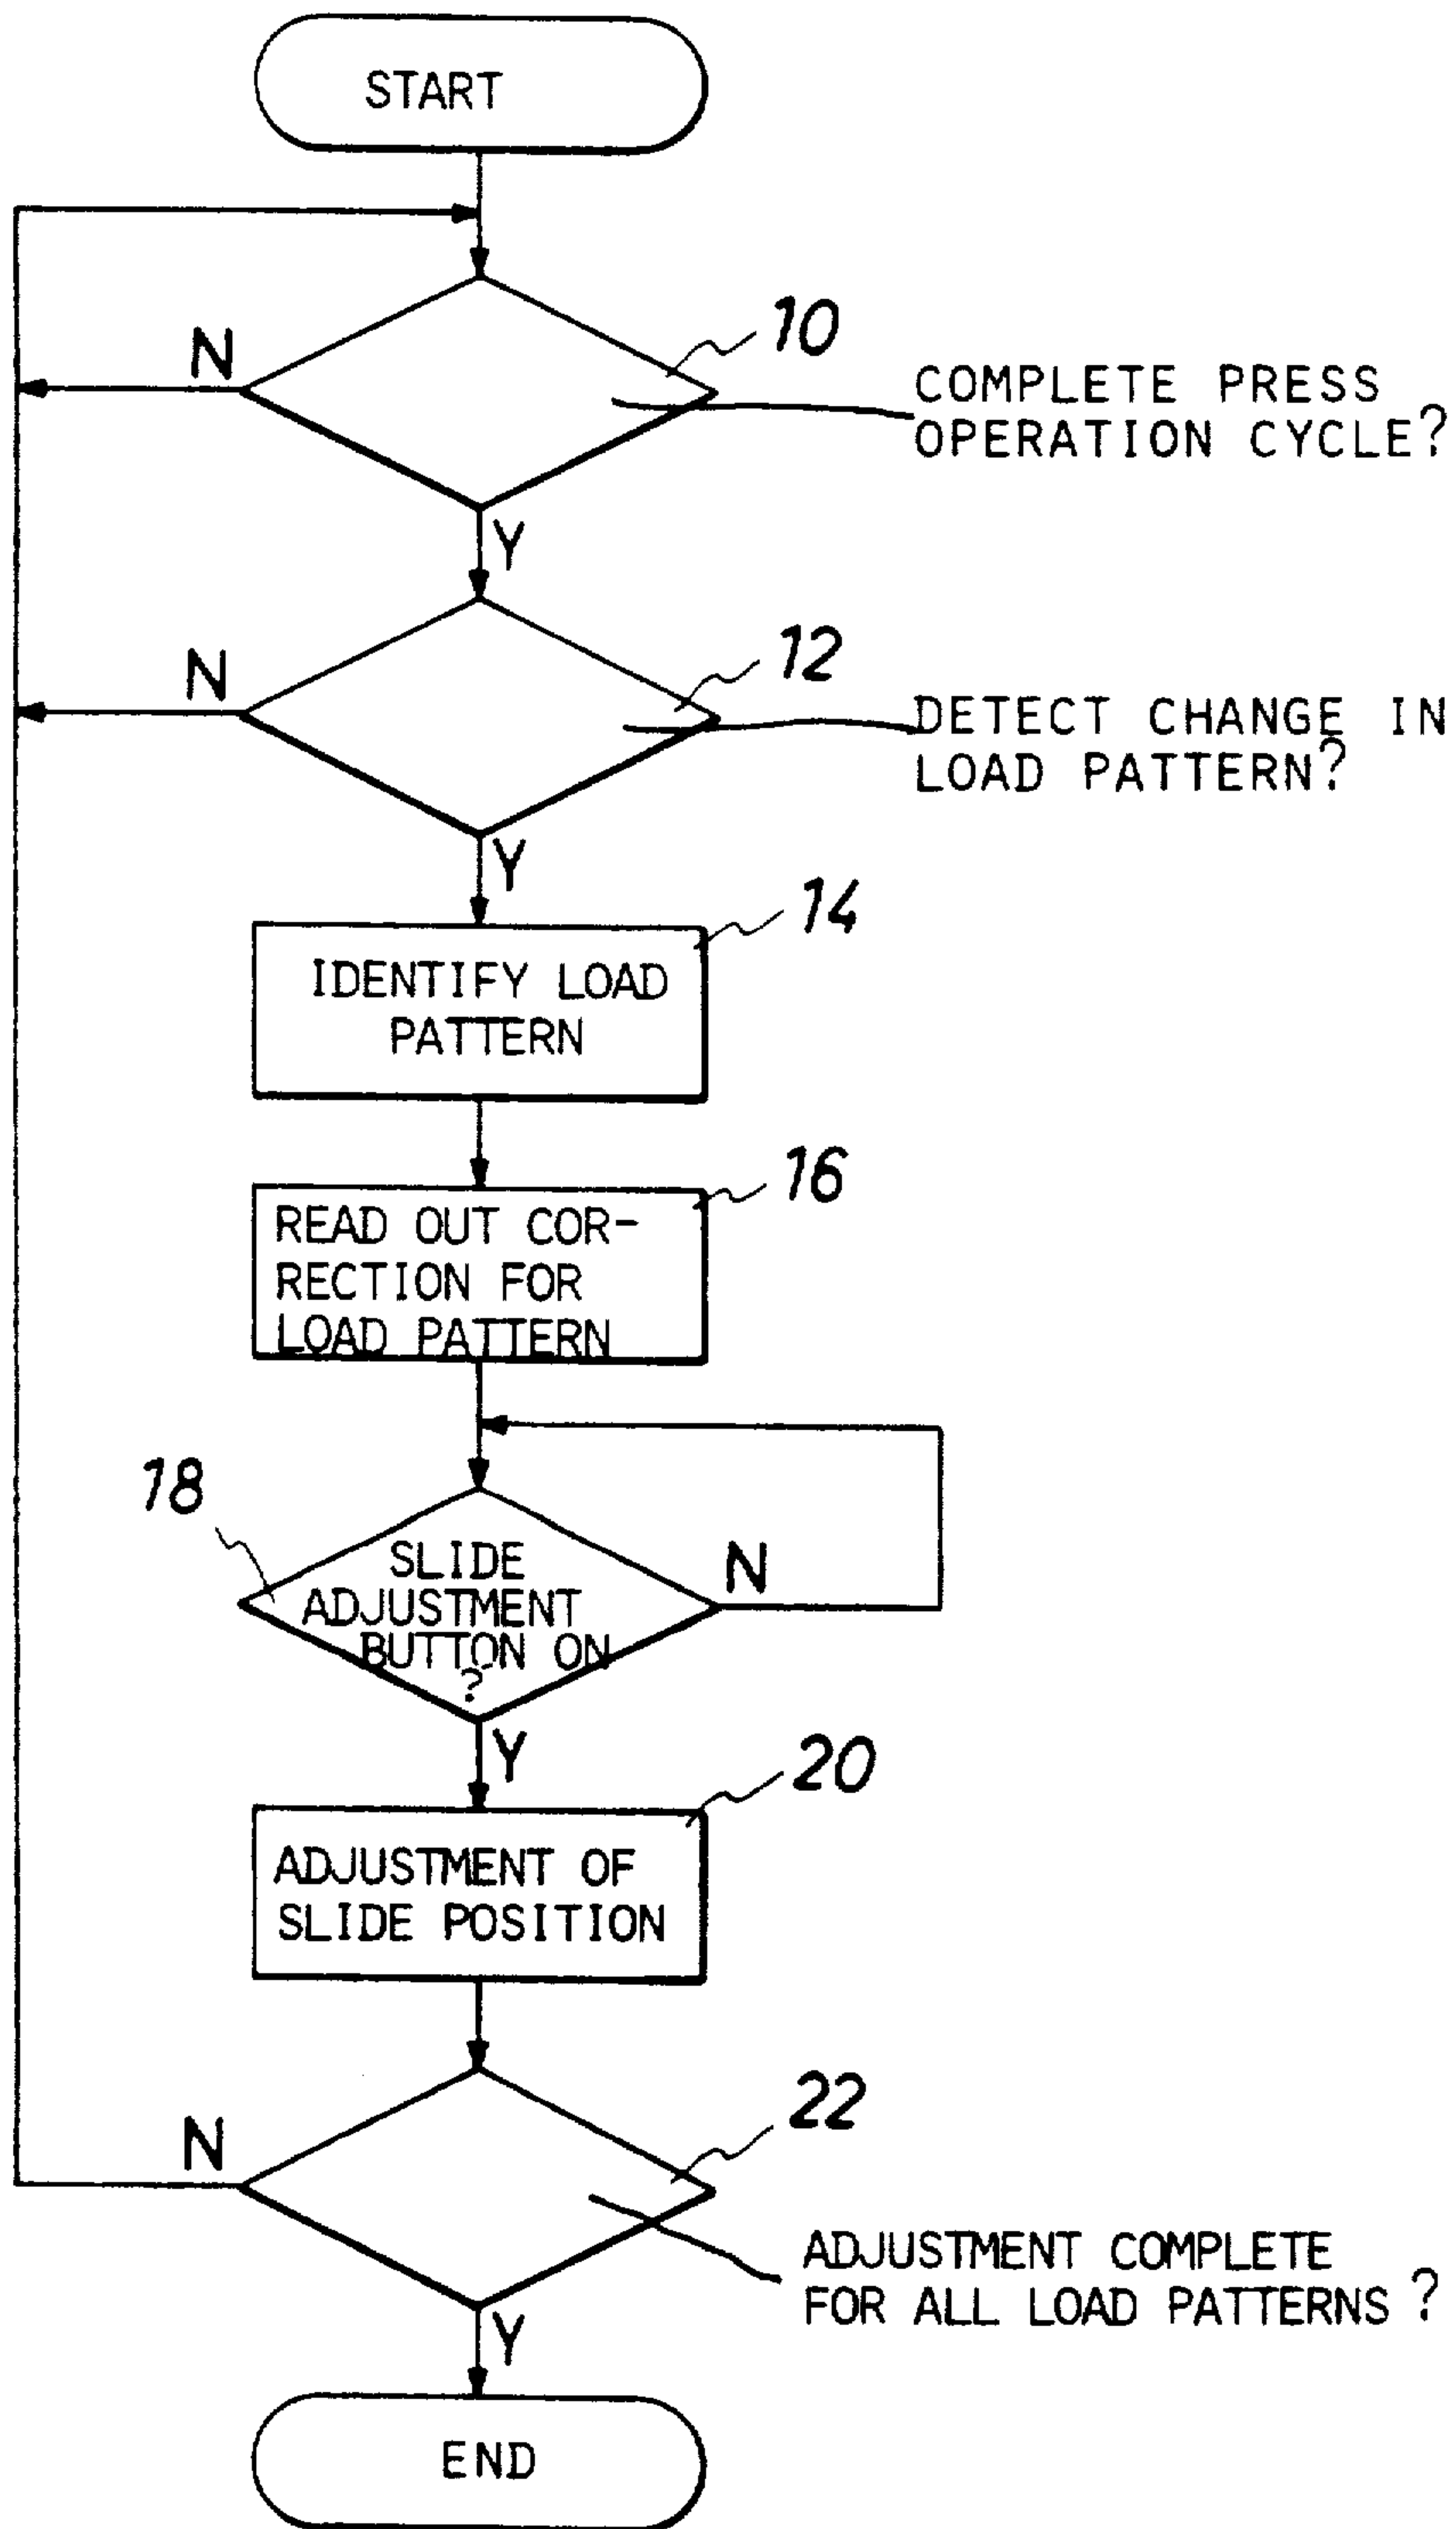 START
N
10
COMPLETE PRESS
OPERATION CYCLE?
Y
N
12
DETECT CHANGE IN
LOAD PATTERN?
Y
14
IDENTIFY LOAD
PATTERN
16
READ OUT COR-
RECTION FOR
LOAD PATTERN
18
SLIDE
ADJUSTMENT
BUTTON ON
?
N
Y
20
ADJUSTMENT OF
SLIDE POSITION
N
22
ADJUSTMENT COMPLETE
FOR ALL LOAD PATTERNS ?
Y
END